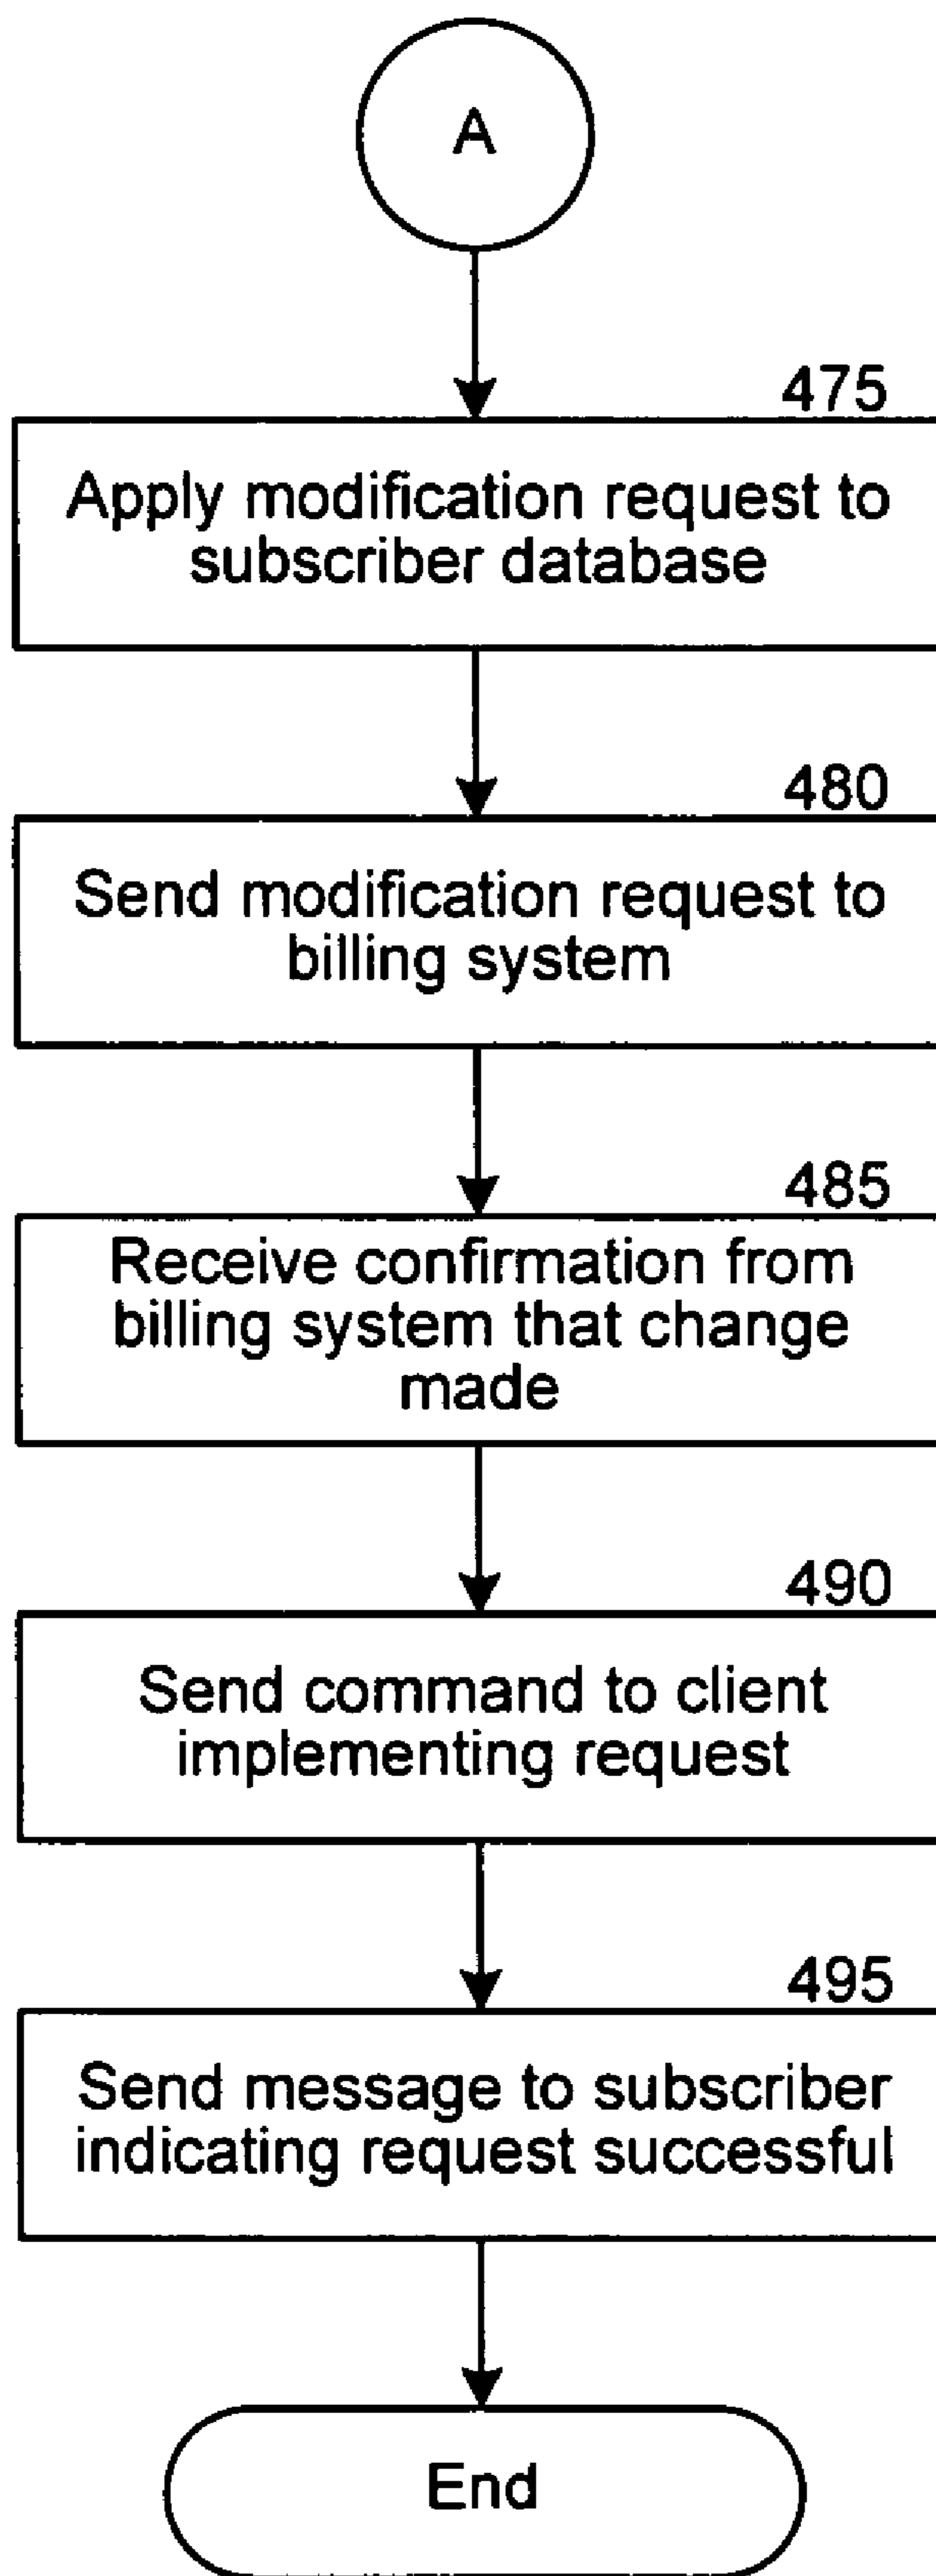 A
475
Apply modification request to
subscriber database
480
Send modification request to
billing system
485
Receive confirmation from
billing system that change
made
490
Send command to client
implementing request
495
Send message to subscriber
indicating request successful
End